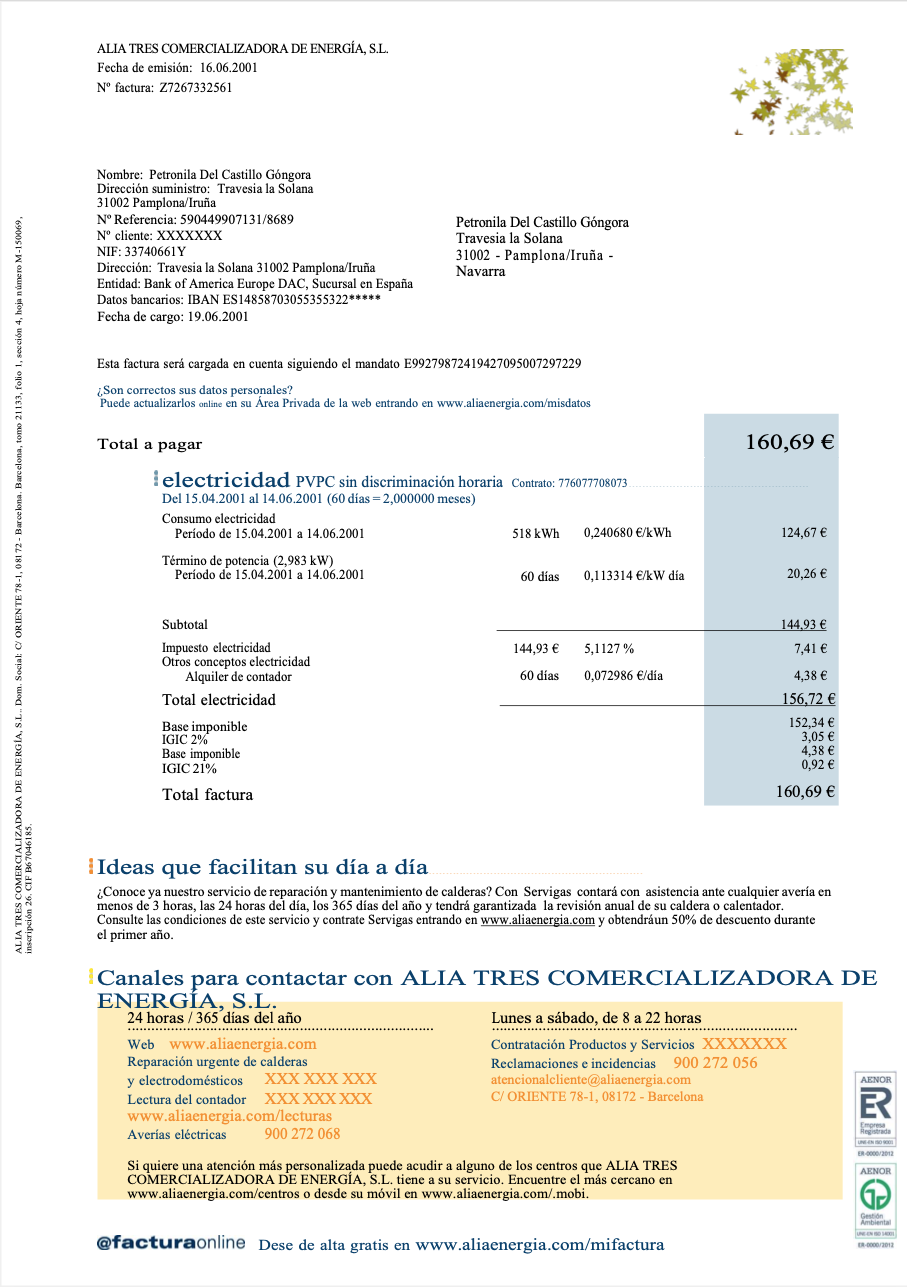 ALIA TRES COMERCIALIZADORA DE ENERGÍA, S.L.
Fecha de emisión: 16.06.2001
Nº factura: Z7267332561
Nombre: Petronila Del Castillo Góngora
Dirección suministro: Travesia la Solana
31002 Pamplona/Iruña
Nº Referencia: 590449907131/8689
Nº cliente: XXXXXXX
NIF: 33740661Y
Dirección: Travesia la Solana 31002 Pamplona/Iruña
Entidad: Bank of America Europe DAC, Sucursal en España
Datos bancarios: IBAN ES14858703055355322*****
Fecha de cargo: 19.06.2001
Petronila Del Castillo Góngora
Travesia la Solana
31002 - Pamplona/Iruña -
Navarra
Esta factura será cargada en cuenta siguiendo el mandato E99279872419427095007297229
¿Son correctos sus datos personales?
Puede actualizarlos online en su Área Privada de la web entrando en www.aliaenergia.com/misdatos
Total a pagar 160,69 €
electricidad PVPC sin discriminación horaria Contrato: 776077708073
Del 15.04.2001 al 14.06.2001 (60 días = 2,000000 meses)
Consumo electricidad
Período de 15.04.2001 a 14.06.2001 518 kWh 0,240680 €/kWh 124,67 €
Término de potencia (2,983 kW)
Período de 15.04.2001 a 14.06.2001 60 días 0,113314 €/kW día 20,26 €
Subtotal 144,93 €
Impuesto electricidad 144,93 € 5,1127 % 7,41 €
Otros conceptos electricidad
Alquiler de contador 60 días 0,072986 €/día 4,38 €
Total electricidad 156,72 €
Base imponible 152,34 €
IGIC 2% 3,05 €
Base imponible 4,38 €
IGIC 21% 0,92 €
Total factura 160,69 €
Ideas que facilitan su día a día
¿Conoce ya nuestro servicio de reparación y mantenimiento de calderas? Con Servigas contará con asistencia ante cualquier avería en
menos de 3 horas, las 24 horas del día, los 365 días del año y tendrá garantizada la revisión anual de su caldera o calentador.
Consulte las condiciones de este servicio y contrate Servigas entrando en www.aliaenergia.com y obtendráun 50% de descuento durante
el primer año.
Canales para contactar con ALIA TRES COMERCIALIZADORA DE
ENERGÍA, S.L.
24 horas / 365 días del año
Web www.aliaenergia.com
Reparación urgente de calderas
y electrodomésticos XXX XXX XXX
Lectura del contador XXX XXX XXX
www.aliaenergia.com/lecturas
Averías eléctricas 900 272 068
Lunes a sábado, de 8 a 22 horas
Contratación Productos y Servicios XXXXXXX
Reclamaciones e incidencias 900 272 056
atencionalcliente@aliaenergia.com
C/ ORIENTE 78-1, 08172 - Barcelona
Si quiere una atención más personalizada puede acudir a alguno de los centros que ALIA TRES
COMERCIALIZADORA DE ENERGÍA, S.L. tiene a su servicio. Encuentre el más cercano en
www.aliaenergia.com/centros o desde su móvil en www.aliaenergia.com/.mobi.
@facturaonline Dese de alta gratis en www.aliaenergia.com/mifactura
ALIA TRES COMERCIALIZADORA DE ENERGÍA, S.L.. Dom. Social: C/ ORIENTE 78-1, 08172 - Barcelona. Barcelona, tomo 21133, folio 1, sección 4, hoja número M-150069,
inscripción 26. CIF B67046185.
AENOR
ER
Empresa
Registrada
UNE-EN ISO 9001
ER-0000/2012
AENOR
Gestión
Ambiental
UNE-EN ISO 14001
ER-0000/2012